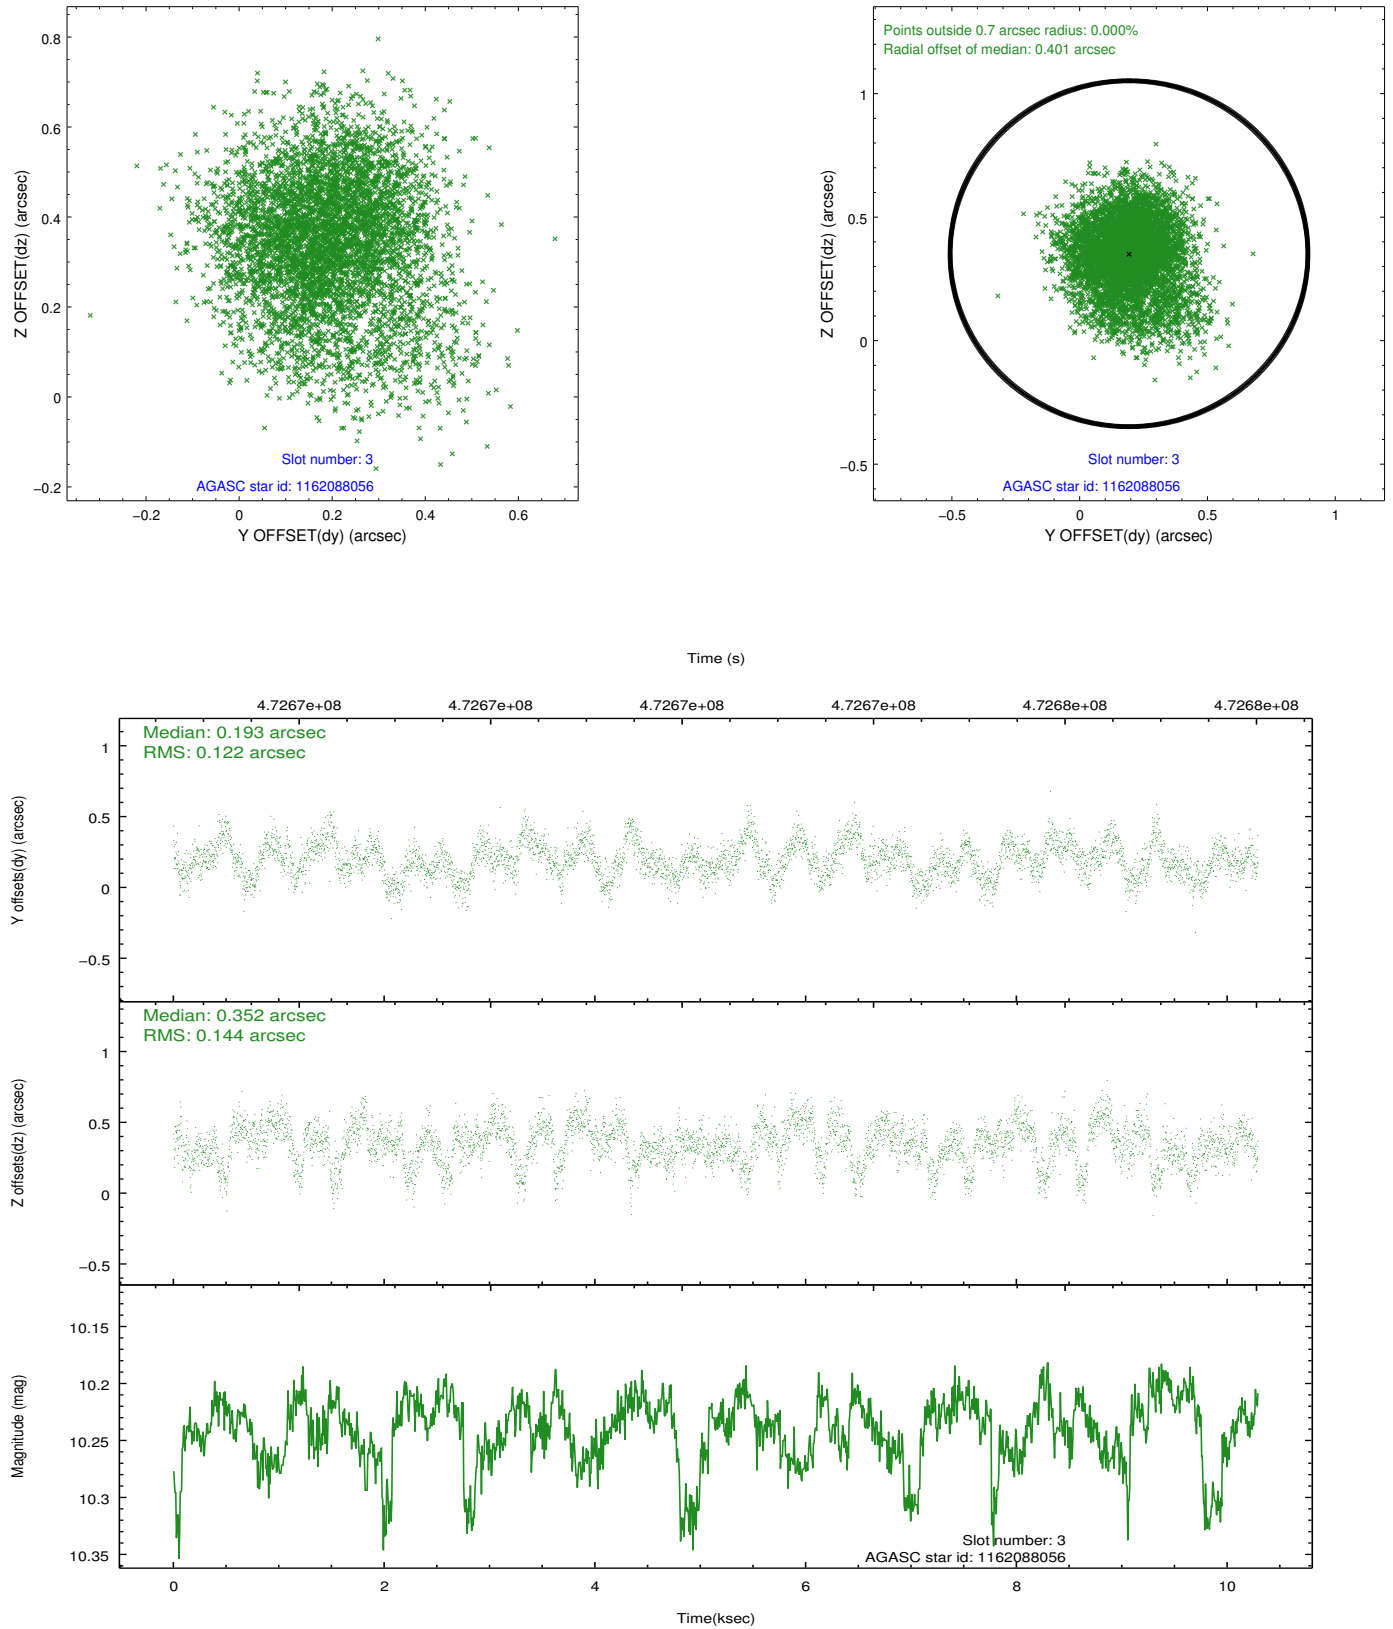 0.8
0.6
0.4
0.2
0
−0.2
Z OFFSET(dz) (arcsec)
Slot number: 3
AGASC star id: 1162088056
−0.2 0 0.2 0.4 0.6
Y OFFSET(dy) (arcsec)
Points outside 0.7 arcsec radius: 0.000%
Radial offset of median: 0.401 arcsec
1
0.5
0
−0.5
Z OFFSET(dz) (arcsec)
Slot number: 3
AGASC star id: 1162088056
−0.5 0 0.5 1
Y OFFSET(dy) (arcsec)
Time (s)
4.7267e+08 4.7267e+08 4.7267e+08 4.7267e+08 4.7268e+08 4.7268e+08
Median: 0.193 arcsec
RMS: 0.122 arcsec
1
0.5
0
−0.5
Y offsets(dy) (arcsec)
Median: 0.352 arcsec
RMS: 0.144 arcsec
1
0.5
0
−0.5
Z offsets(dz) (arcsec)
10.15
10.2
10.25
10.3
10.35
Magnitude (mag)
Slot number: 3
AGASC star id: 1162088056
0 2 4 6 8 10
Time(ksec)